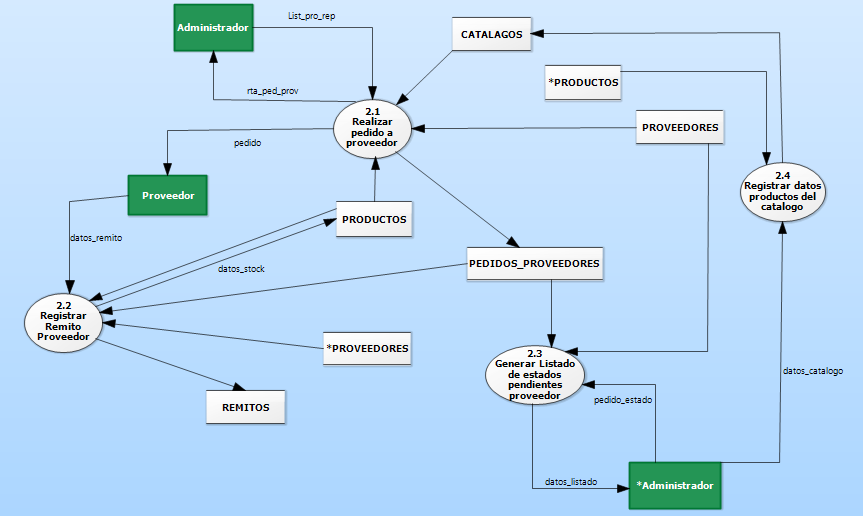 Administrador
List_pro_rep
CATALAGOS
*PRODUCTOS
rta_ped_prov
2.1
Realizar
pedido a
proveedor
PROVEEDORES
pedido
2.4
Registrar datos
productos del
catalogo
Proveedor
PRODUCTOS
datos_remito
datos_stock
PEDIDOS_PROVEEDORES
2.2
Registrar
Remito
Proveedor
*PROVEEDORES
2.3
Generar Listado
de estados
pendientes
proveedor
datos_catalogo
pedido_estado
REMITOS
datos_listado
*Administrador